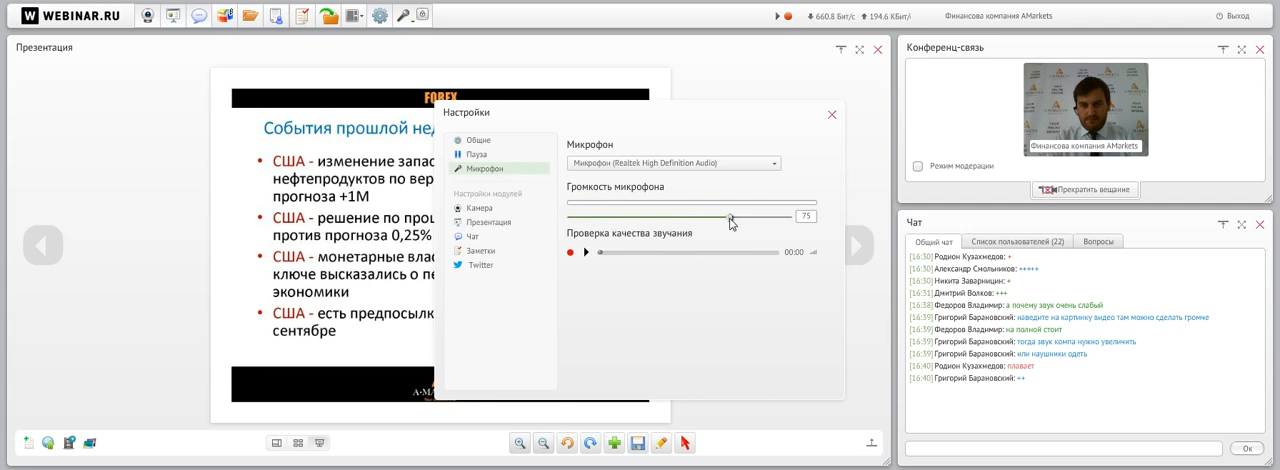 WEBINAR.RU
660.8 Бит/с 194.6 КБит/
Финансова компания AMarkets
Выход
Презентация
FOREX
События прошлой нед
• США - изменение запас
нефтепродуктов по вер
прогноза +1М
• США - решение по
против прогноза 0,25%
• США - монетарные влас
ключе высказались о
экономики
• США - есть предпосылк
сентябре
Настройки
Общие
Пауза
Микрофон
Настройки модулей
Камера
Презентация
Чат
Заметки
Twitter
Микрофон
Микрофон (Realtek High Definition Audio)
Громкость микрофона
75
Проверка качества звучания
00:00
Конференц-связь
Финансова компания AMarkets
Режим модерации
Прекратить вещание
Чат
Общий чат
Список пользователей (22)
Вопросы
[16:30] Родион Кузахмедов: +
[16:30] Александр Смольников: +++++
[16:30] Никита Заварницин: +
[16:31] Дмитрий Волков: +++
[16:38] Федоров Владимир: а почему звук очень слабый
[16:39] Григорий Барановский: наведите на картинку видео там можно сделать громче
[16:39] Федоров Владимир: на полной стоит
[16:39] Григорий Барановский: тогда звук компа нужно увеличить
[16:39] Григорий Барановский: или наушники одеть
[16:40] Родион Кузахмедов: плавает
[16:40] Григорий Барановский: ++
Ок